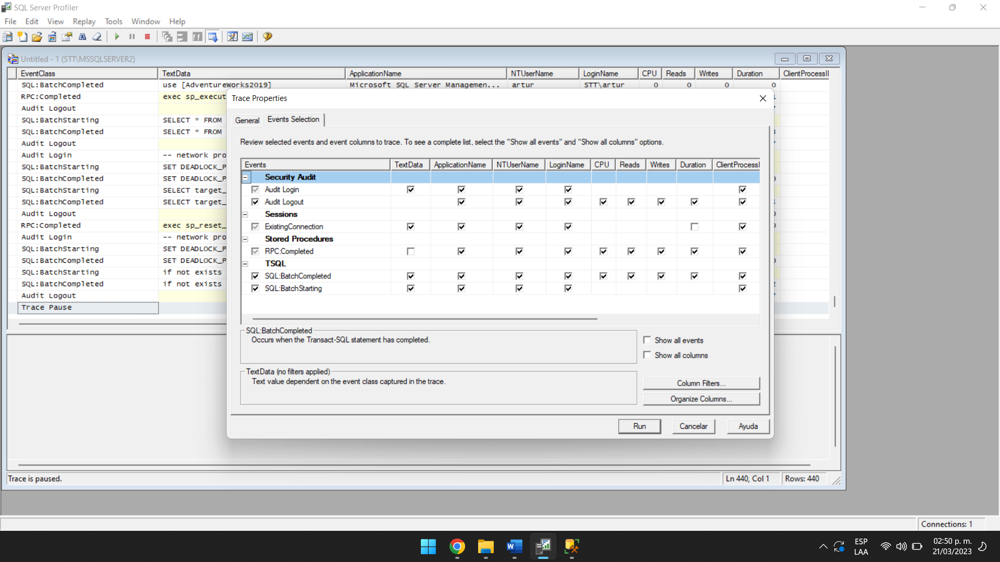 SQL Server Profiler
File Edit View Replay Tools Window Help
Untitled - 1 (STT\MSSQLSERVER2)
EventClass TextData ApplicationName NTUserName LoginName CPU Reads Writes Duration ClientProcessI
SQL:BatchCompleted use [AdventureWorks2019] Microsoft SQL Server Managemen... artur STT\artur 0 0 0 0
RPC:Completed exec sp_execut
Audit Logout
SQL:BatchStarting SELECT * FROM
SQL:BatchCompleted SELECT * FROM
Audit Logout
Audit Login -- network pro
SQL:BatchStarting SET DEADLOCK_P
SQL:BatchCompleted SET DEADLOCK_P
SQL:BatchStarting SELECT target_
SQL:BatchCompleted SELECT target_
Audit Logout
RPC:Completed exec sp_reset_
Audit Login -- network pro
SQL:BatchStarting SET DEADLOCK_P
SQL:BatchCompleted SET DEADLOCK_P
SQL:BatchStarting if not exists
SQL:BatchCompleted if not exists
Audit Logout
Trace Pause
Trace Properties
General Events Selection
Review selected events and event columns to trace. To see a complete list, select the "Show all events" and "Show all columns" options.
Events TextData ApplicationName NTUserName LoginName CPU Reads Writes Duration ClientProcessI
Security Audit
Audit Login
Audit Logout
Sessions
ExistingConnection
Stored Procedures
RPC:Completed
TSQL
SQL:BatchCompleted
SQL:BatchStarting
SQL:BatchCompleted
Occurs when the Transact-SQL statement has completed.
Show all events
Show all columns
TextData (no filters applied)
Text value dependent on the event class captured in the trace.
Column Filters...
Organize Columns...
Run Cancelar Ayuda
Trace is paused.
Ln 440, Col 1 Rows: 440
Connections: 1
ESP
LAA
02:50 p. m.
21/03/2023